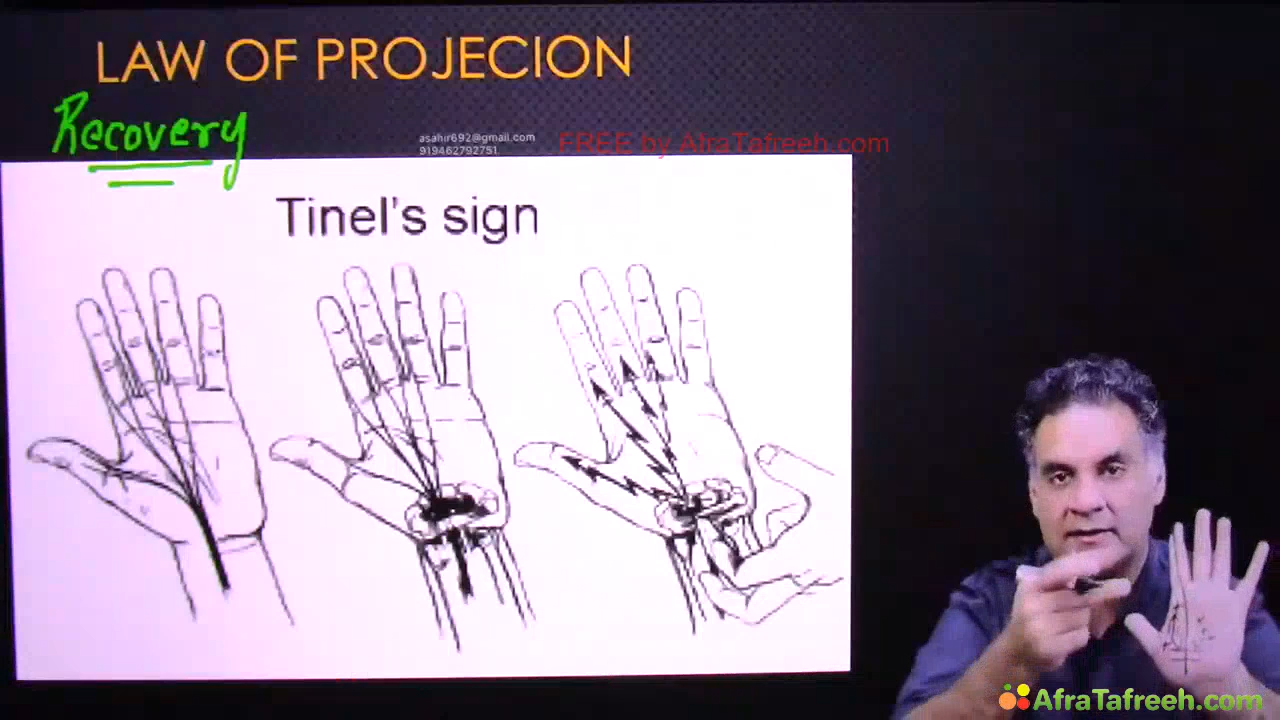 LAW OF PROJECION
Recovery
asahir692@gmail.com
919462792751
FREE by AfraTafreeh.com
Tinel's sign
AfraTafreeh.com